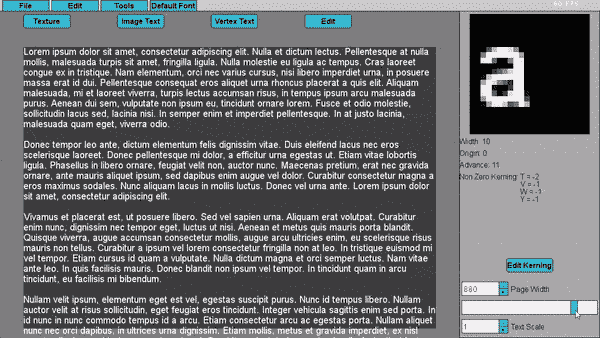 File Edit Tools Default Font
60 FPS
Texture Image Text Vertex Text Edit
Lorem ipsum dolor sit amet, consectetur adipiscing elit. Nulla et dictum lectus. Pellentesque at nulla
mollis, malesuada turpis sit amet, fringilla ligula. Nulla molestie eu ligula ac tempus. Cras laoreet
congue ex in tristique. Nam elementum, orci nec varius cursus, nisi libero imperdiet urna, in posuere
massa erat id dui. Pellentesque consequat eros aliquet urna rhoncus placerat a quis elit. Aliquam
malesuada, mi et laoreet viverra, turpis lectus accumsan risus, in tempus ipsum arcu malesuada
purus. Aenean dui sem, vulputate non ipsum eu, tincidunt ornare lorem. Fusce et odio molestie,
sollicitudin lacus sed, lacinia nisi. In semper enim et imperdiet ornare. In at justo lacinia,
malesuada quam eget, viverra odio.
Donec tempor leo ante, dictum elementum felis dignissim vitae. Duis eleifend lacus nec eros
scelerisque laoreet. Donec pellentesque mi dolor, a efficitur urna egestas ut. Etiam vitae lobortis
ligula. Phasellus in libero ornare, feugiat velit non, auctor nunc. Maecenas pretium, erat nec gravida
ornare, ante mauris aliquet ipsum, sed dapibus enim augue vel dolor. Curabitur consectetur magna a
eros maximus sodales. Nunc aliquam lacus in mollis luctus. Donec vel urna ante. Lorem ipsum dolor
sit amet, consectetur adipiscing elit.
Vivamus et placerat est, ut posuere libero. Sed vel sapien urna. Aliquam erat volutpat. Curabitur
enim nunc, dignissim nec tempor eget, luctus ut nisi. Aenean et metus quis mauris porta blandit.
Quisque viverra, augue accumsan consectetur mollis, augue arcu ultricies enim, eu scelerisque risus
mauris non tellus. Curabitur a ipsum vel lorem consectetur fringilla non at leo. In tristique euismod mi
vel tempor. Etiam cursus id quam a vulputate. Nulla dictum magna et orci semper luctus. Nam vitae
ante leo. In quis facilisis mauris. Donec blandit non ipsum vel tempor. In tincidunt quam in arcu
tincidunt, eu facilisis mi bibendum.
Nullam velit ipsum, elementum eget est vel, egestas suscipit purus. Nunc id tempus libero. Nullam
auctor velit at risus sollicitudin, eget feugiat eros tincidunt. Integer vehicula sagittis enim sed porta. In
id nunc in nunc commodo tempus id a arcu. Etiam consectetur arcu ac egestas porta. Nullam aliquet
nunc nec orci dapibus, in ultrices urna dignissim. Etiam mollis, metus et gravida imperdiet, ex nisl
a
Width: 10
Origin: 0
Advance: 11
Non Zero Kerning: T = -2
V = -1
W = -1
Y = -1
Edit Kerning
880 Page Width
1 Text Scale